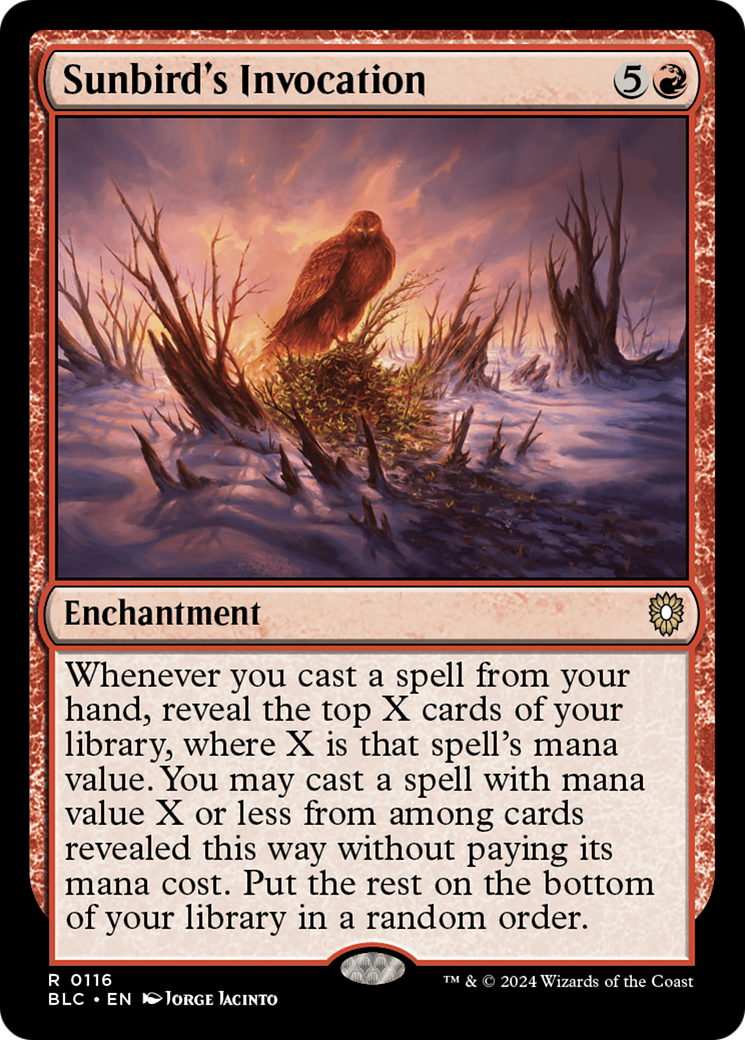 Sunbird's Invocation 5
Enchantment
Whenever you cast a spell from your
hand, reveal the top X cards of your
library, where X is that spell's mana
value. You may cast a spell with mana
value X or less from among cards
revealed this way without paying its
mana cost. Put the rest on the bottom
of your library in a random order.
R 0116
BLC • EN Jorge Jacinto
™ & © 2024 Wizards of the Coast